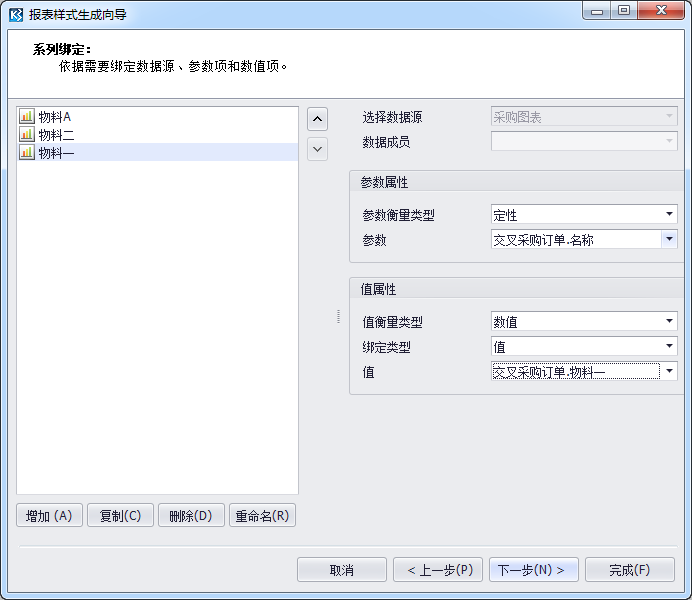 报表样式生成向导
系列绑定：
依据需要绑定数据源、参数项和数值项。
物料A
物料二
物料一
选择数据源
采购图表
数据成员
参数属性
参数衡量类型
定性
参数
交叉采购订单.名称
值属性
值衡量类型
数值
绑定类型
值
值
交叉采购订单.物料一
增加 (A)
复制(C)
删除(D)
重命名(R)
取消
< 上一步(P)
下一步(N) >
完成(F)